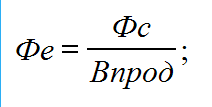 Фе = Фс / Впрод ;